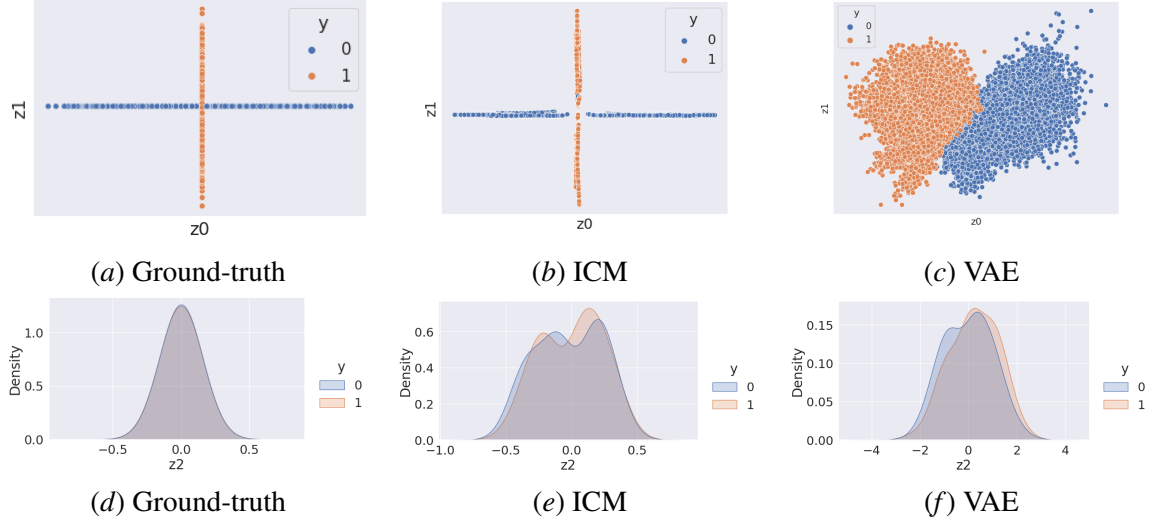 z1
y
0
1
z0
(a) Ground-truth
z1
y
0
1
z0
(b) ICM
z1
y
0
1
z0
(c) VAE
Density
1.0
0.5
0.0
−0.5 0.0 0.5
z2
y
0
1
(d) Ground-truth
Density
0.6
0.4
0.2
0.0
−1.0 −0.5 0.0 0.5
z2
y
0
1
(e) ICM
Density
0.15
0.10
0.05
0.00
−4 −2 0 2 4
z2
y
0
1
(f) VAE